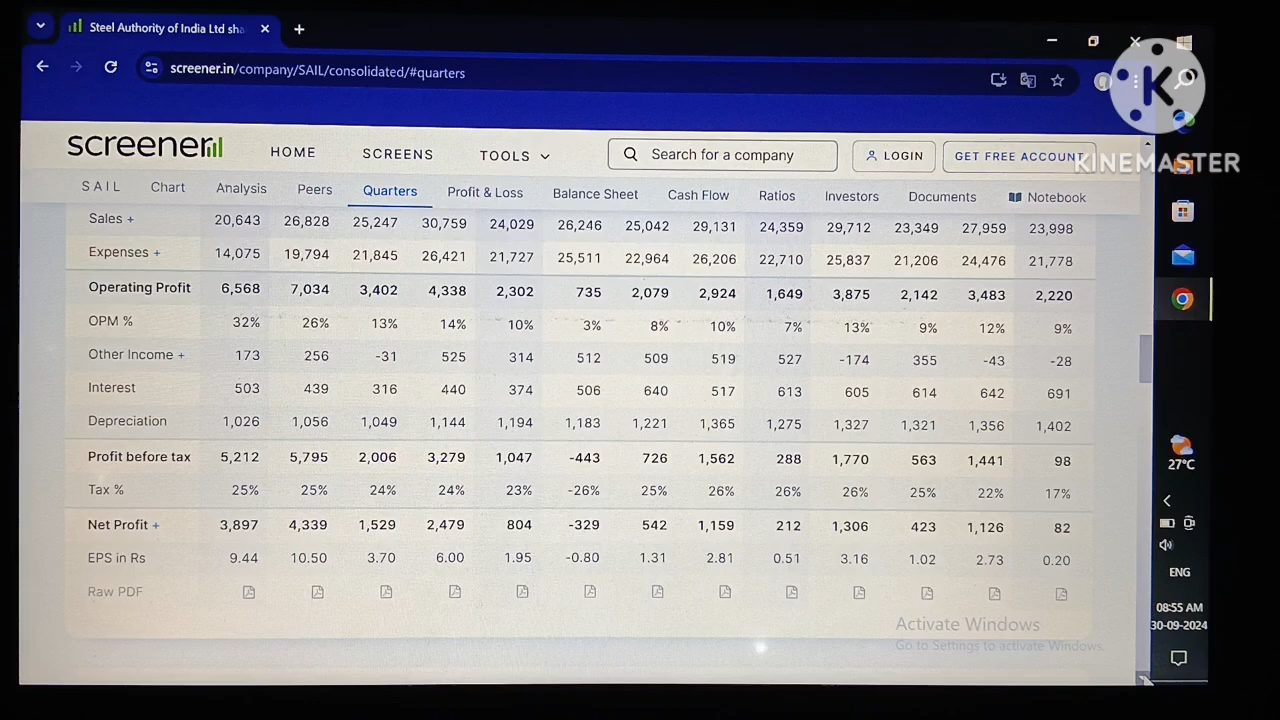 Steel Authority of India Ltd sha
screener.in/company/SAIL/consolidated/#quarters
KINEMASTER
screener HOME SCREENS TOOLS Search for a company LOGIN GET FREE ACCOUNT
SAIL Chart Analysis Peers Quarters Profit & Loss Balance Sheet Cash Flow Ratios Investors Documents Notebook
Sales + 20,643 26,828 25,247 30,759 24,029 26,246 25,042 29,131 24,359 29,712 23,349 27,959 23,998
Expenses + 14,075 19,794 21,845 26,421 21,727 25,511 22,964 26,206 22,710 25,837 21,206 24,476 21,778
Operating Profit 6,568 7,034 3,402 4,338 2,302 735 2,079 2,924 1,649 3,875 2,142 3,483 2,220
OPM % 32% 26% 13% 14% 10% 3% 8% 10% 7% 13% 9% 12% 9%
Other Income + 173 256 -31 525 314 512 509 519 527 -174 355 -43 -28
Interest 503 439 316 440 374 506 640 517 613 605 614 642 691
Depreciation 1,026 1,056 1,049 1,144 1,194 1,183 1,221 1,365 1,275 1,327 1,321 1,356 1,402
Profit before tax 5,212 5,795 2,006 3,279 1,047 -443 726 1,562 288 1,770 563 1,441 98
Tax % 25% 25% 24% 24% 23% -26% 25% 26% 26% 26% 25% 22% 17%
Net Profit + 3,897 4,339 1,529 2,479 804 -329 542 1,159 212 1,306 423 1,126 82
EPS in Rs 9.44 10.50 3.70 6.00 1.95 -0.80 1.31 2.81 0.51 3.16 1.02 2.73 0.20
Raw PDF
Activate Windows
Go to Settings to activate Windows.
27°C
ENG
08:55 AM
30-09-2024